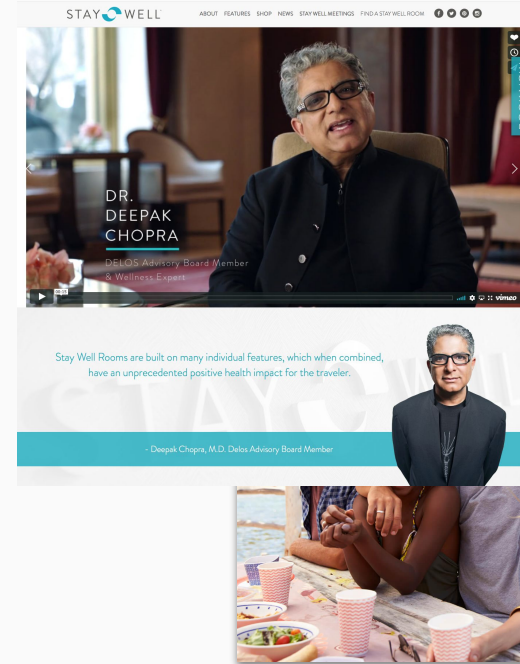 STAY WELL
ABOUT FEATURES SHOP NEWS STAY WELL MEETINGS FIND A STAY WELL ROOM
DR.
DEEPAK
CHOPRA
DELOS Advisory Board Member
& Wellness Expert
00:19
vimeo
Stay Well Rooms are built on many individual features, which when combined,
have an unprecedented positive health impact for the traveler.
- Deepak Chopra, M.D. Delos Advisory Board Member